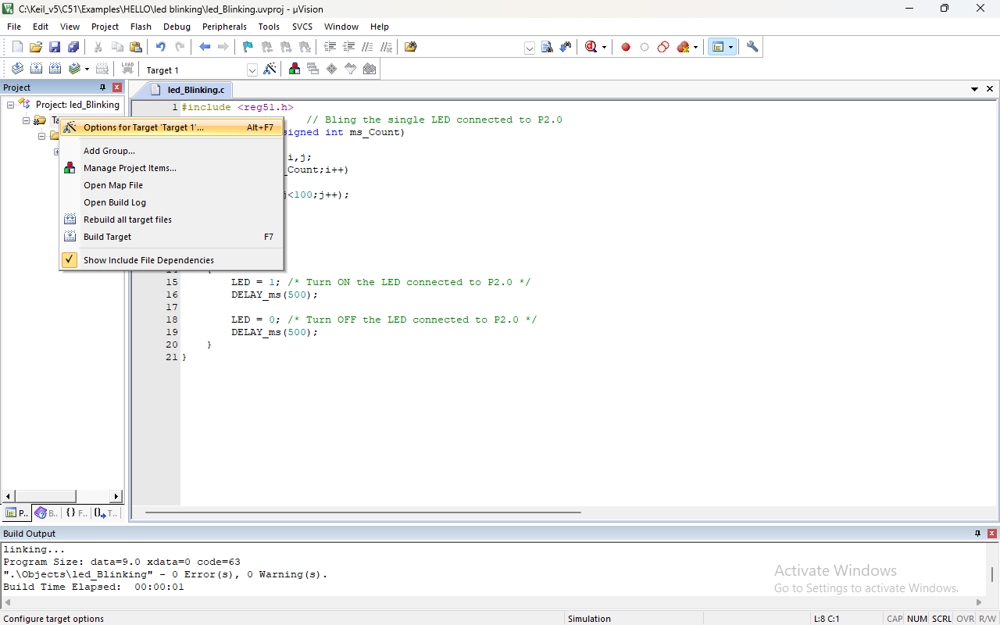 C:\Keil_v5\C51\Examples\HELLO\led blinking\led_Blinking.uvproj - µVision
File Edit View Project Flash Debug Peripherals Tools SVCS Window Help
LOAD Target 1
Project
led_Blinking.c
Project: led_Blinking
Ta
Options for Target 'Target 1'... Alt+F7
Add Group...
Manage Project Items...
Open Map File
Open Build Log
Rebuild all target files
Build Target F7
Show Include File Dependencies
1 #include <reg51.h>
// Bling the single LED connected to P2.0
signed int ms_Count)
i,j;
_Count;i++)
j<100;j++);
15 LED = 1; /* Turn ON the LED connected to P2.0 */
16 DELAY_ms(500);
17
18 LED = 0; /* Turn OFF the LED connected to P2.0 */
19 DELAY_ms(500);
20 }
21 }
P.. B.. {} F.. T..
Build Output
linking...
Program Size: data=9.0 xdata=0 code=63
".\Objects\led_Blinking" - 0 Error(s), 0 Warning(s).
Build Time Elapsed: 00:00:01
Activate Windows
Go to Settings to activate Windows.
Configure target options Simulation L:8 C:1 CAP NUM SCRL OVR R/W